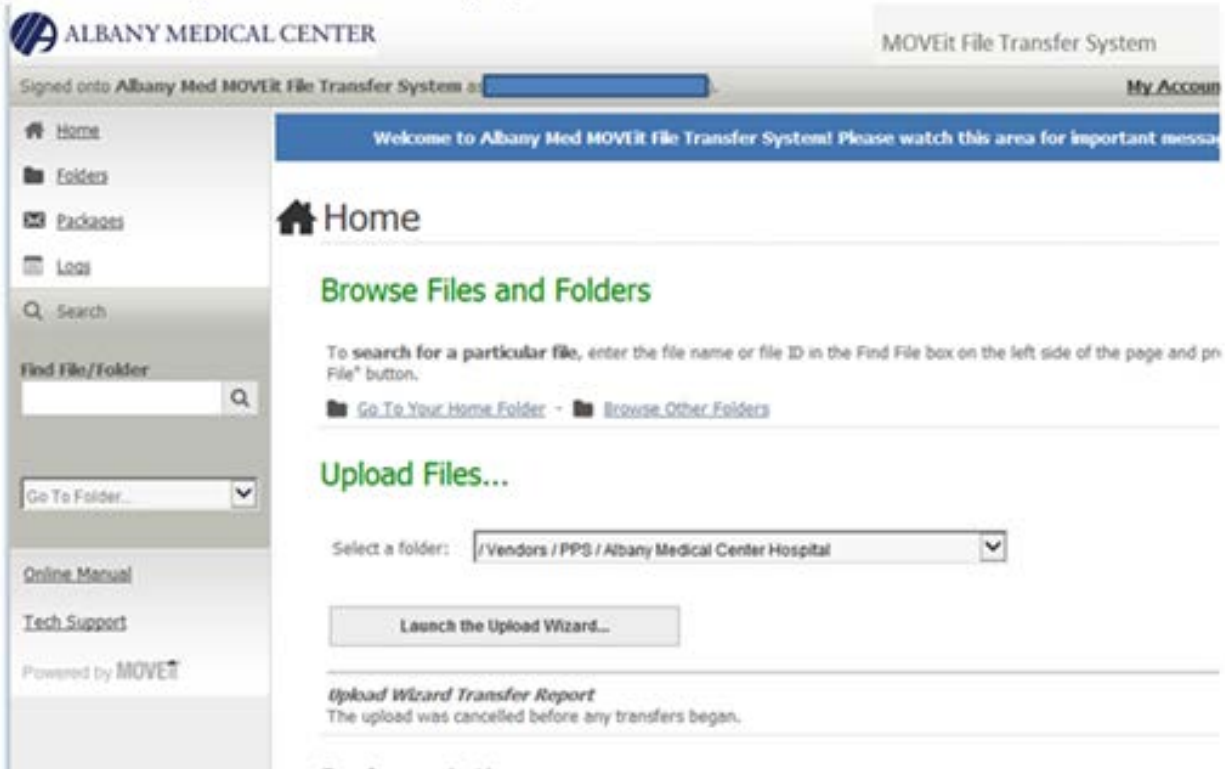 ALBANY MEDICAL CENTER
MOVEit File Transfer System
Signed onto Albany Med MOVEit File Transfer System as
My Accoun
Home
Welcome to Albany Med MOVEit File Transfer System! Please watch this area for important messag
Folders
Packages
Logs
Search
Find File/Folder
Go To Folder...
Online Manual
Tech Support
Powered by MOVEit
Home
Browse Files and Folders
To search for a particular file, enter the file name or file ID in the Find File box on the left side of the page and pr
File" button.
Go To Your Home Folder - Browse Other Folders
Upload Files...
Select a folder: / Vendors / PPS / Albany Medical Center Hospital
Launch the Upload Wizard...
Upload Wizard Transfer Report
The upload was cancelled before any transfers began.